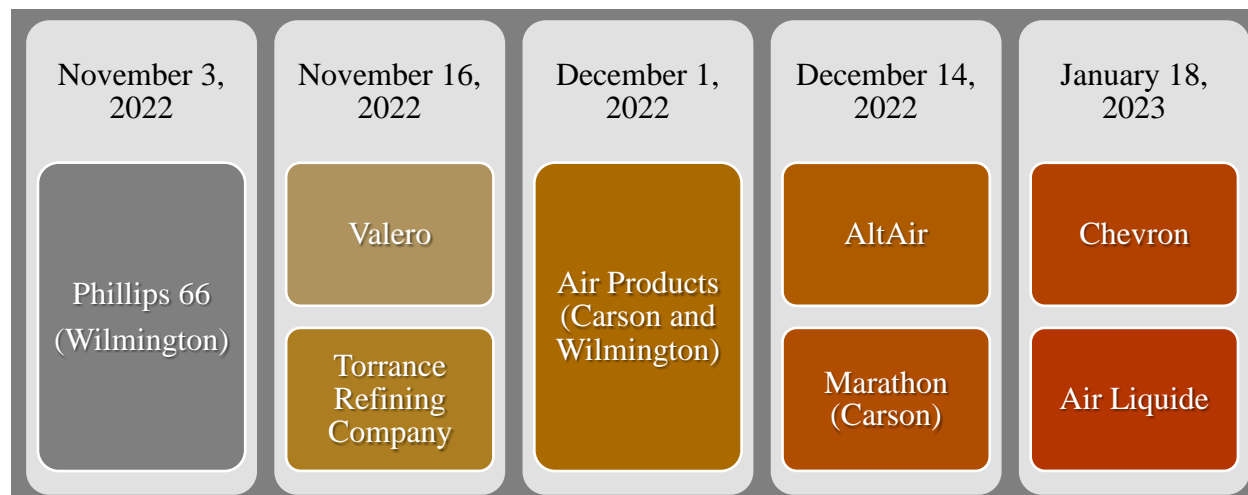 November 3,
2022
Phillips 66
(Wilmington)
November 16,
2022
Valero
Torrance
Refining
Company
December 1,
2022
Air Products
(Carson and
Wilmington)
December 14,
2022
AltAir
Marathon
(Carson)
January 18,
2023
Chevron
Air Liquide